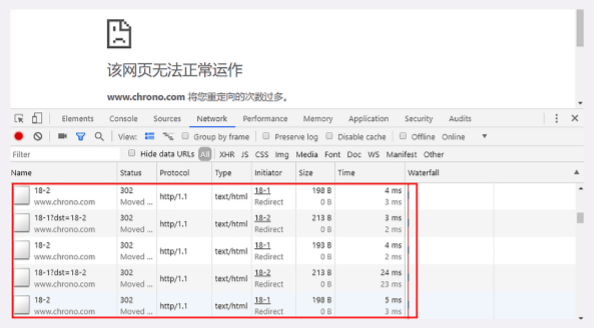 该网页无法正常运作
www.chrono.com 将您重定向的次数过多。
Elements Console Sources Network Performance Memory Application Security Audits
View: Group by frame Preserve log Disable cache Offline Online
Filter Hide data URLs All XHR JS CSS Img Media Font Doc WS Manifest Other
Name Status Protocol Type Initiator Size Time Waterfall
18-2 302 http/1.1 text/html 18-1 198 B 4 ms
www.chrono.com Moved ... Redirect 0 B 3 ms
18-1?dst=18-2 302 http/1.1 text/html 18-2 213 B 3 ms
www.chrono.com Moved ... Redirect 0 B 2 ms
18-2 302 http/1.1 text/html 18-1 193 B 4 ms
www.chrono.com Moved ... Redirect 0 B 2 ms
18-1?dst=18-2 302 http/1.1 text/html 18-2 213 B 24 ms
www.chrono.com Moved ... Redirect 0 B 23 ms
18-2 302 http/1.1 text/html 18-1 198 B 5 ms
www.chrono.com Moved ... Redirect 0 B 3 ms